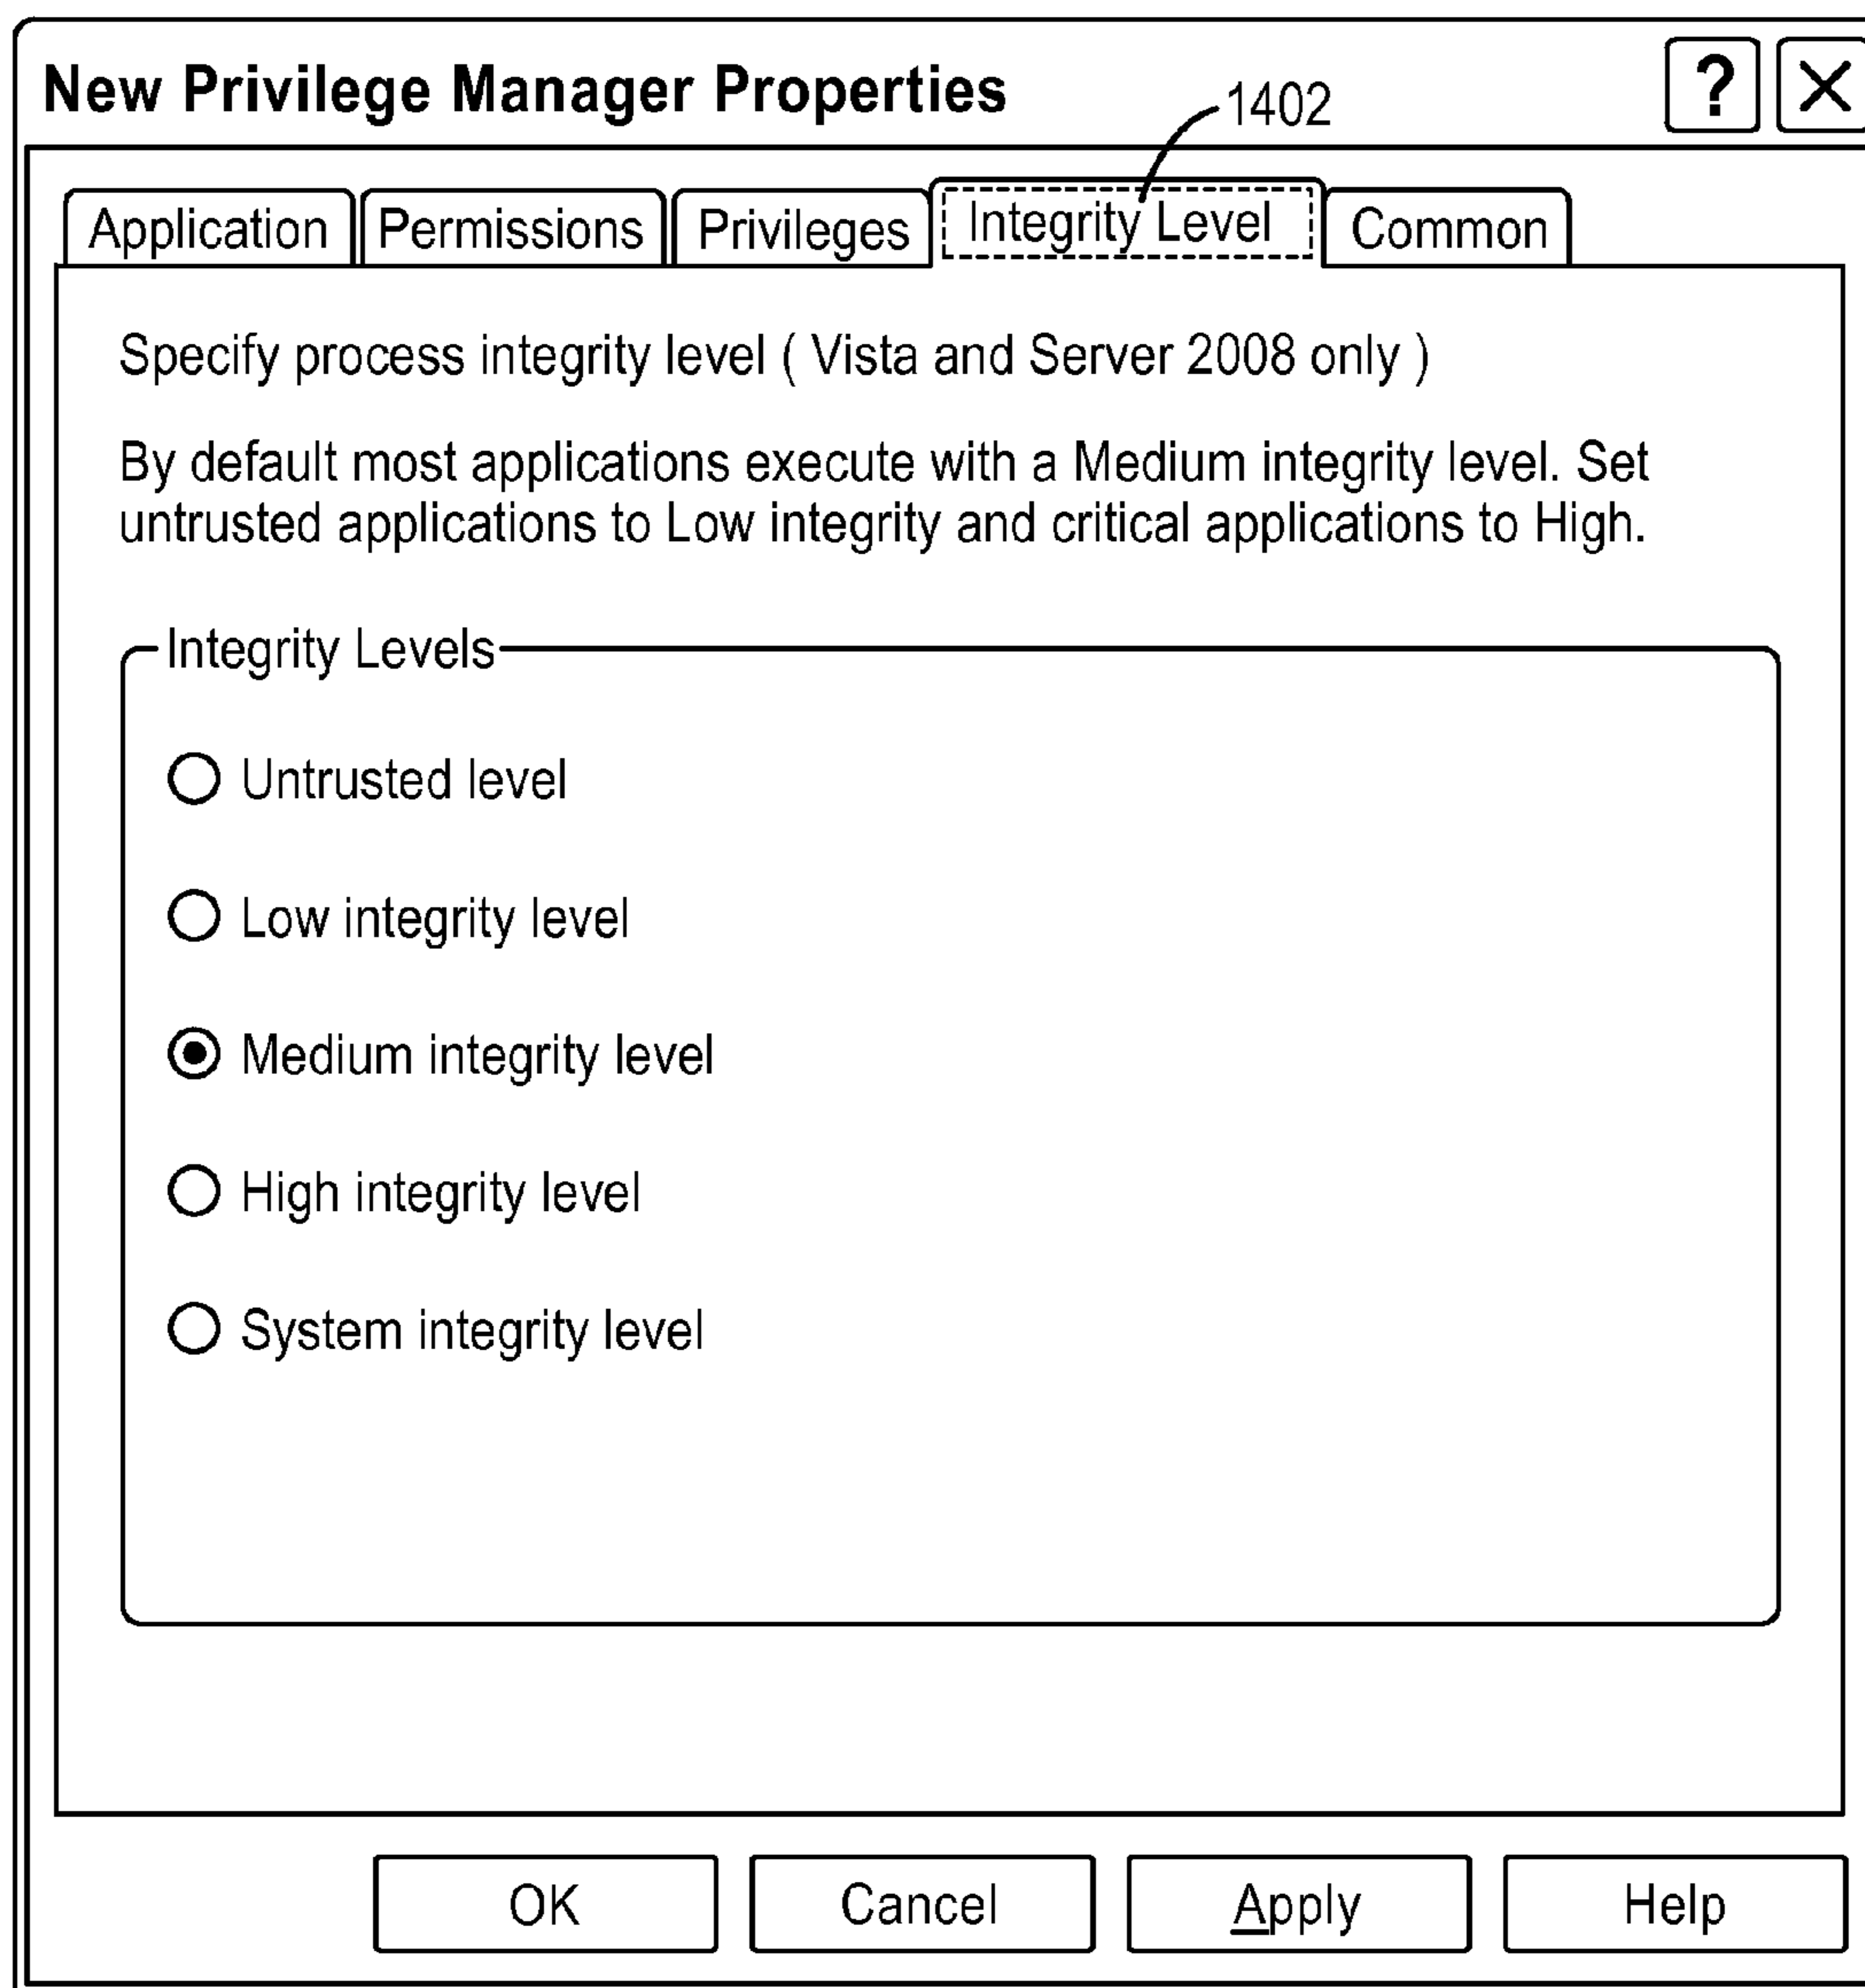 New Privilege Manager Properties
1402
? X
Application Permissions Privileges Integrity Level Common
Specify process integrity level ( Vista and Server 2008 only )
By default most applications execute with a Medium integrity level. Set
untrusted applications to Low integrity and critical applications to High.
Integrity Levels
Untrusted level
Low integrity level
Medium integrity level
High integrity level
System integrity level
OK Cancel Apply Help